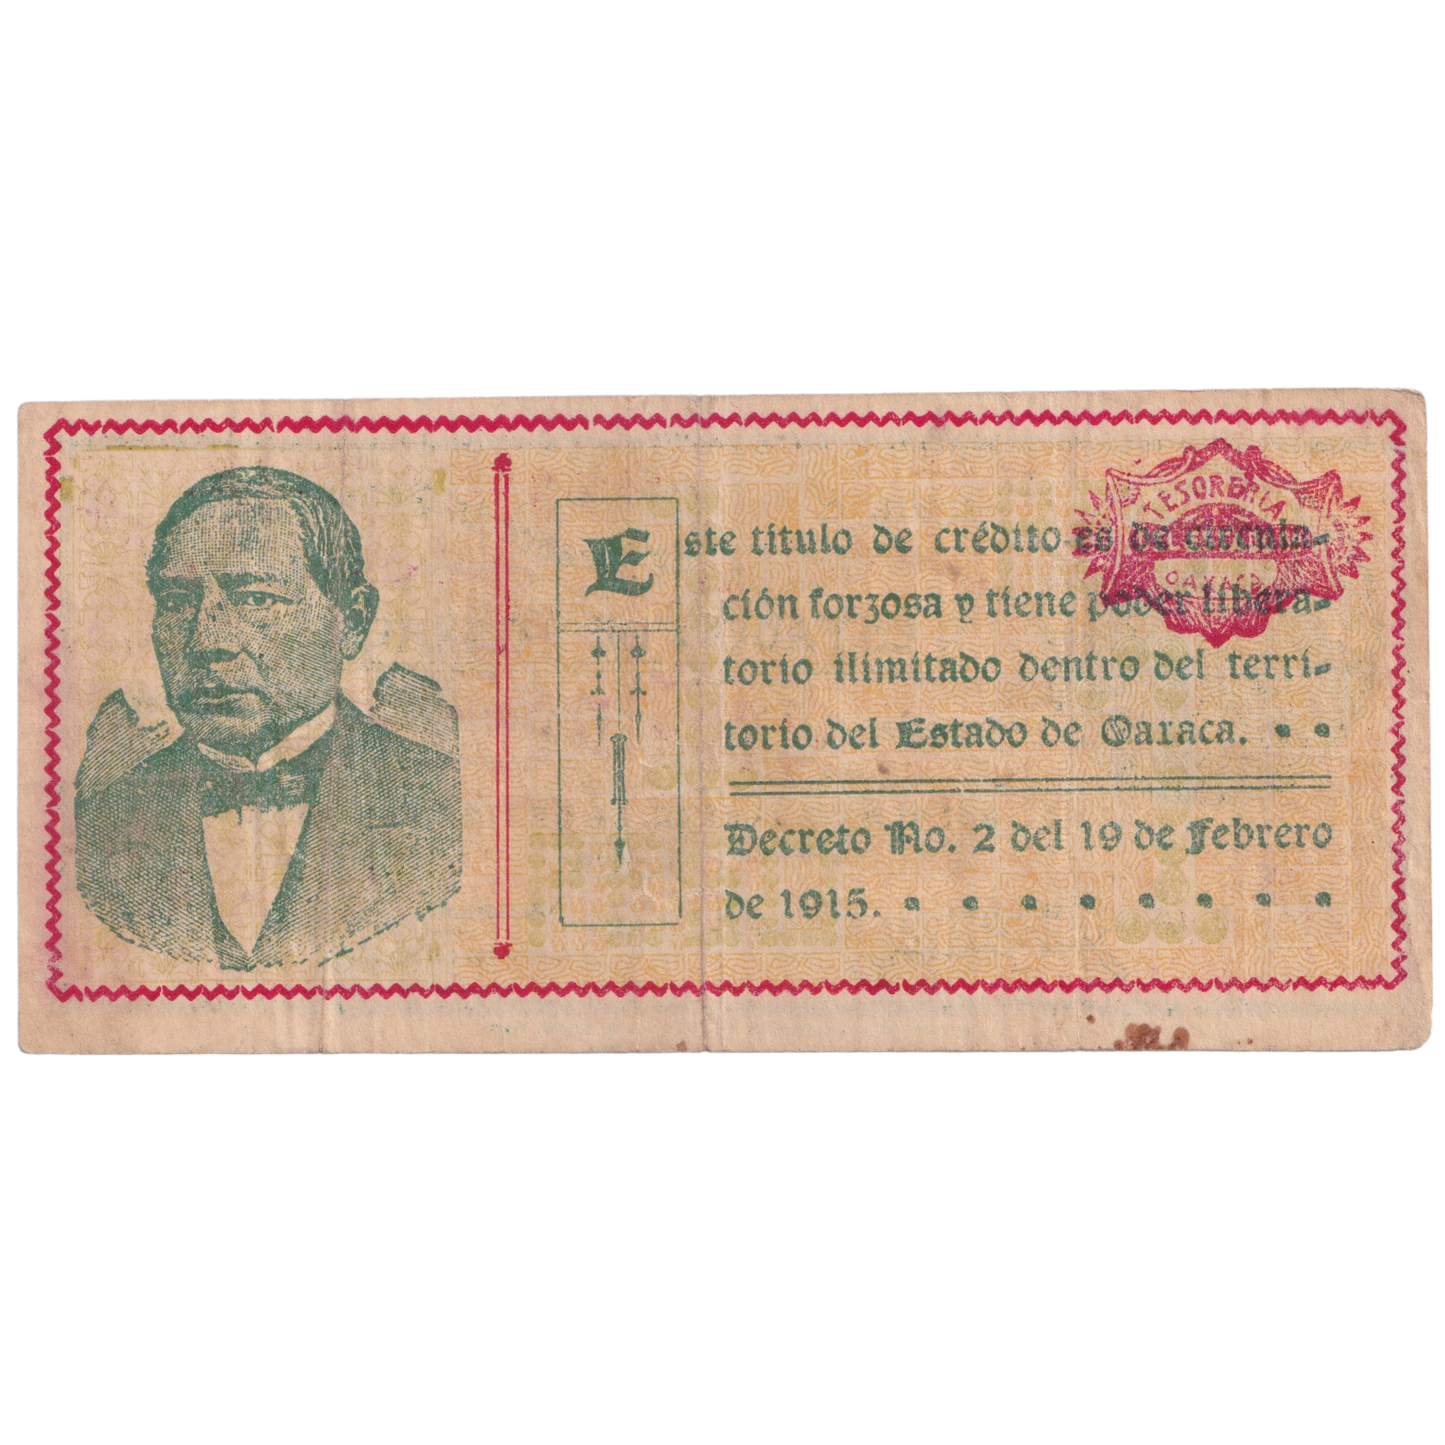 Este titulo de crédito es de circula-
ción forzosa y tiene poder libera-
torio ilimitado dentro del terri-
torio del Estado de Oaxaca.
Decreto No. 2 del 19 de Febrero
de 1915.
TESORERIA
OAXACA